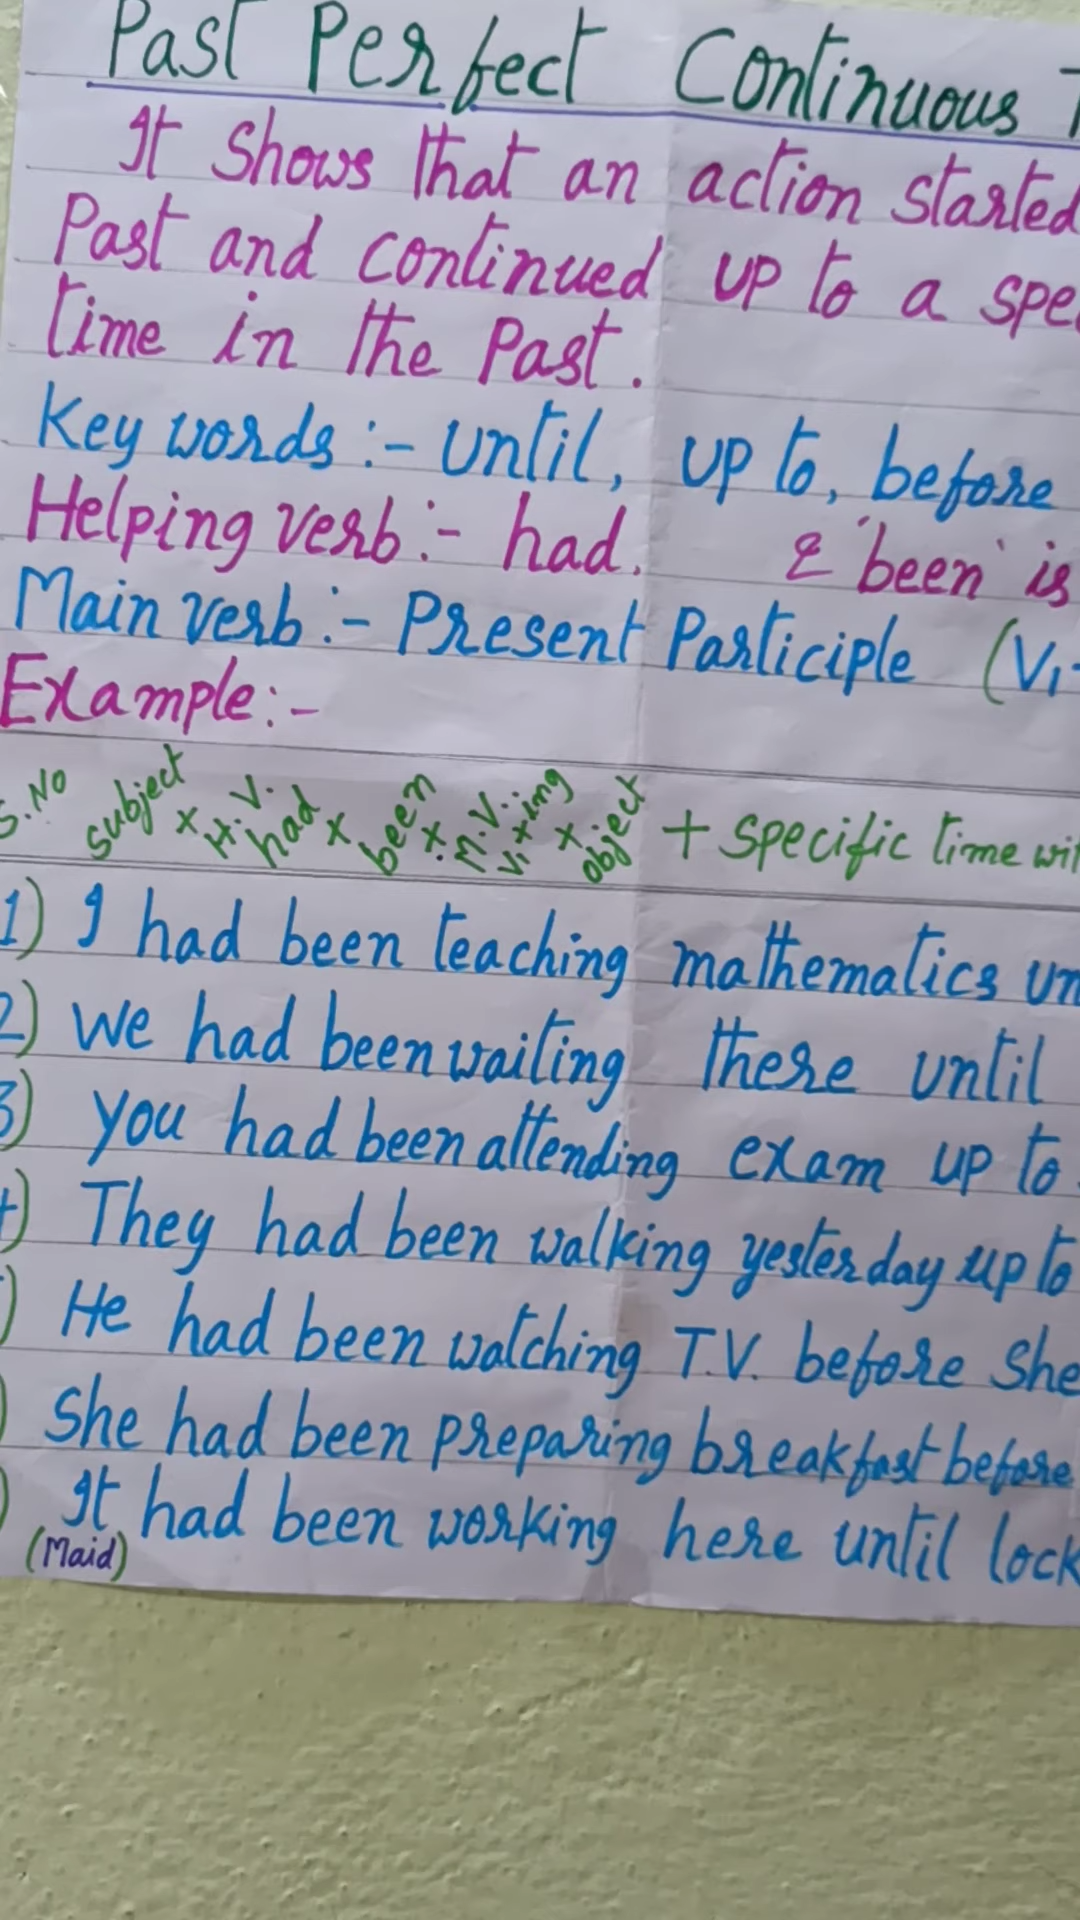 Past Perfect Continuous T
It Shows that an action started
Past and continued up to a spe
time in the Past.
Key words :- until, up to, before
Helping verb :- had. & 'been' is
Main verb :- Present Participle (V1
Example :-
S.No subject x H.V. had x been x M.V. V1+ing x object + specific time wit
1) I had been teaching mathematics un
2) We had been waiting there until
3) you had been attending exam up to
) They had been walking yesterday up to
) He had been watching T.V. before She
) She had been preparing breakfast before
) It had been working here until lock
(Maid)